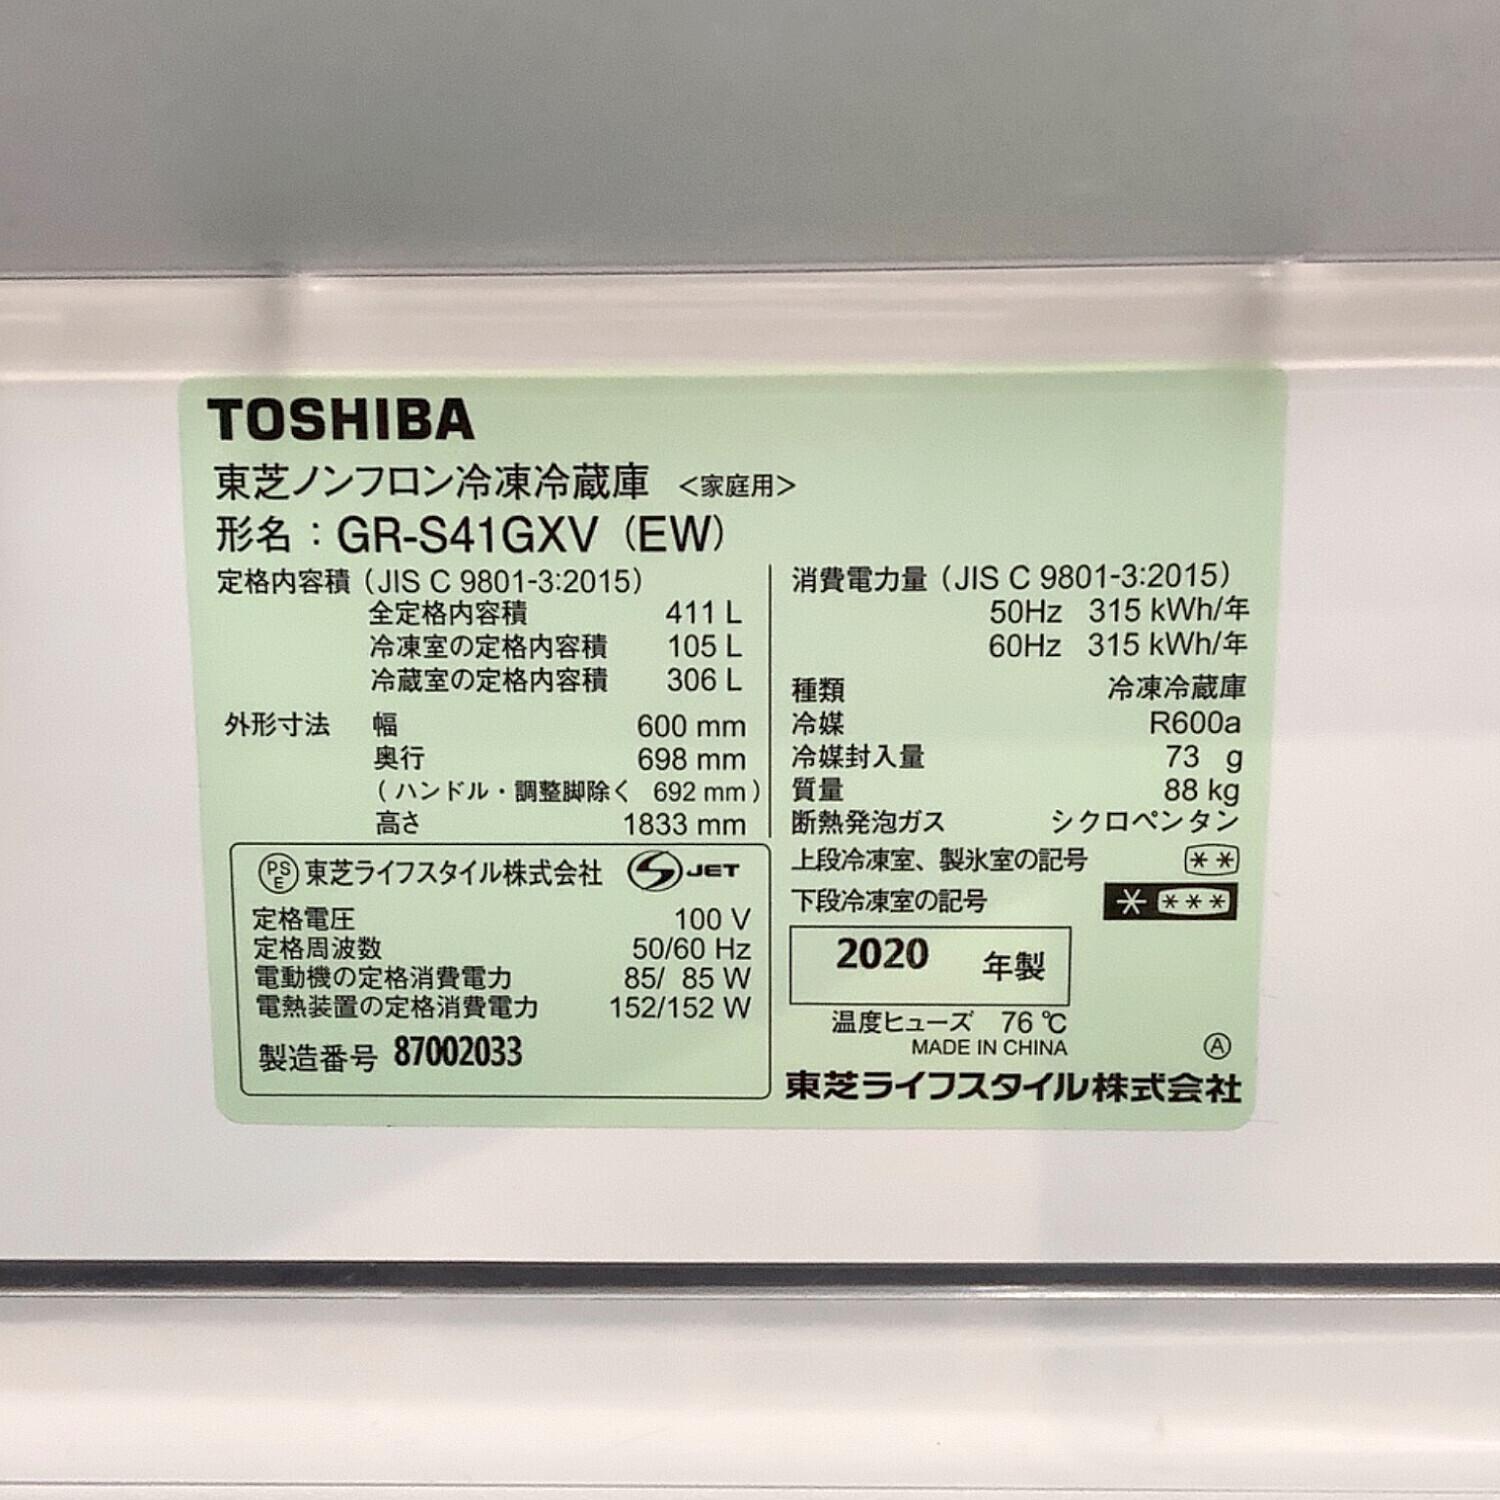 TOSHIBA
東芝ノンフロン冷凍冷蔵庫 <家庭用>
形名：GR-S41GXV (EW)
定格内容積 (JIS C 9801-3:2015)
全定格内容積 411 L
冷凍室の定格内容積 105 L
冷蔵室の定格内容積 306 L
外形寸法 幅 600 mm
奥行 698 mm
(ハンドル・調整脚除く 692 mm)
高さ 1833 mm
PS E 東芝ライフスタイル株式会社 S JET
定格電圧 100 V
定格周波数 50/60 Hz
電動機の定格消費電力 85/ 85 W
電熱装置の定格消費電力 152/152 W
製造番号 87002033
消費電力量 (JIS C 9801-3:2015)
50Hz 315 kWh/年
60Hz 315 kWh/年
種類 冷凍冷蔵庫
冷媒 R600a
冷媒封入量 73 g
質量 88 kg
断熱発泡ガス シクロペンタン
上段冷凍室、製氷室の記号 **
下段冷凍室の記号 * ***
2020 年製
温度ヒューズ 76 ℃
MADE IN CHINA
Ⓐ
東芝ライフスタイル株式会社